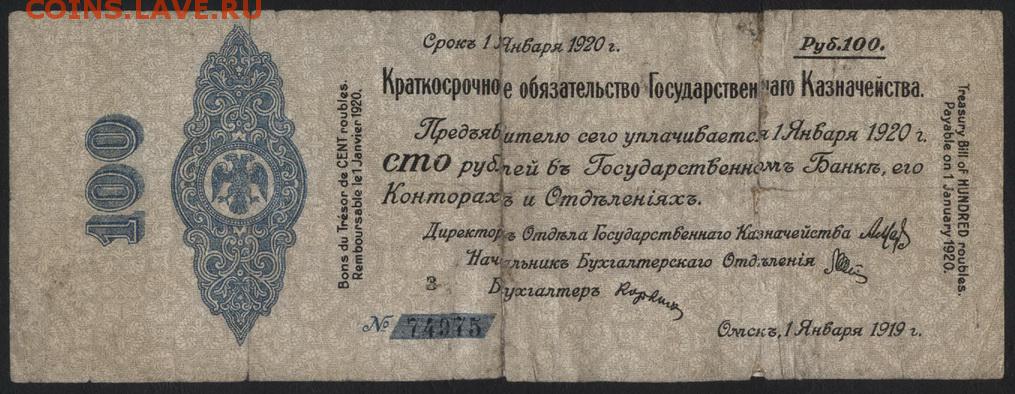 COINS.ЛАВЕ.RU
Срокъ 1 Января 1920 г.
Руб.100.
Краткосрочное обязательство Государственнаго Казначейства.
Предъявителю сего уплачивается 1 Января 1920 г.
СТО рублей въ Государственномъ Банкѣ, его
Конторахъ и Отдѣленіяхъ.
Директоръ Отдѣла Государственнаго Казначейства
Начальникъ Бухгалтерскаго Отдѣленія
З
Бухгалтеръ
№ 74975
Омскъ, 1 Января 1919 г.
100
Bons du Trésor de CENT roubles.
Remboursable le 1 Janvier 1920.
Treasury Bill of HUNDRED roubles.
Payable on 1 January 1920.